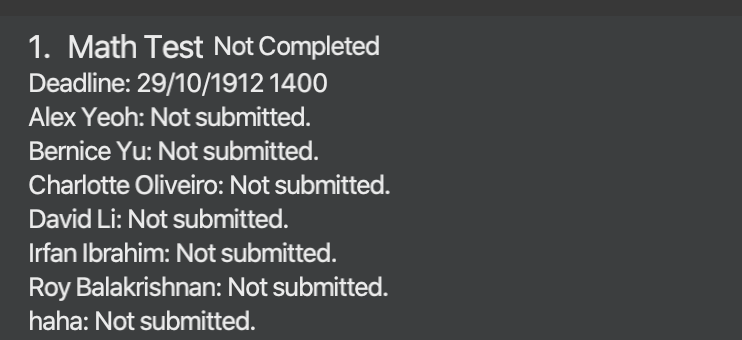 1. Math Test Not Completed
Deadline: 29/10/1912 1400
Alex Yeoh: Not submitted.
Bernice Yu: Not submitted.
Charlotte Oliveiro: Not submitted.
David Li: Not submitted.
Irfan Ibrahim: Not submitted.
Roy Balakrishnan: Not submitted.
haha: Not submitted.